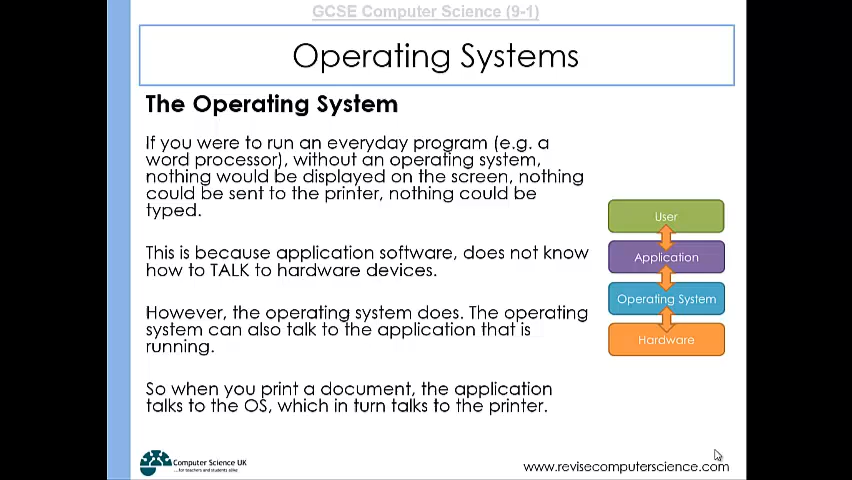 GCSE Computer Science (9-1)
Operating Systems
The Operating System
If you were to run an everyday program (e.g. a
word processor), without an operating system,
nothing would be displayed on the screen, nothing
could be sent to the printer, nothing could be
typed.
This is because application software, does not know
how to TALK to hardware devices.
However, the operating system does. The operating
system can also talk to the application that is
running.
So when you print a document, the application
talks to the OS, which in turn talks to the printer.
User
Application
Operating System
Hardware
Computer Science UK
...for teachers and students alike
www.revisecomputerscience.com